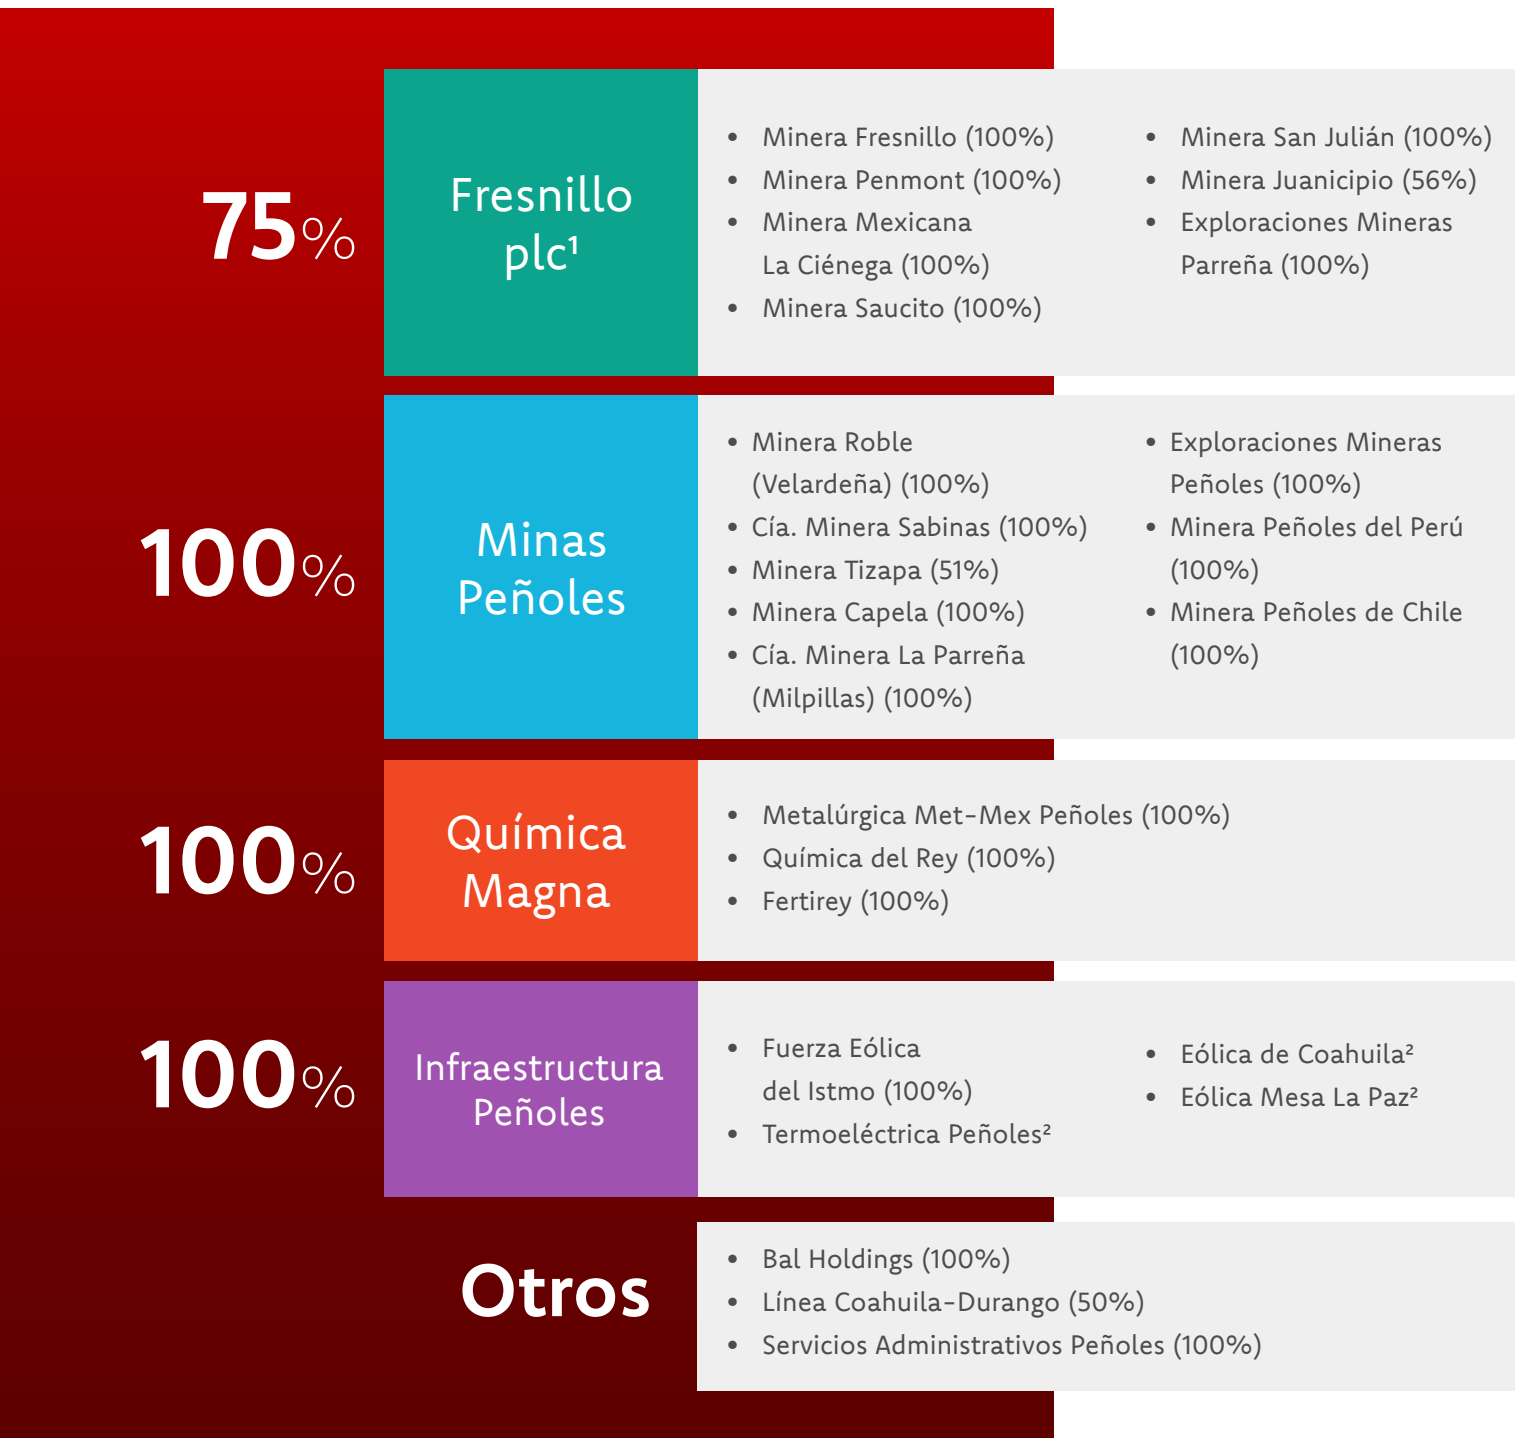 75%
Fresnillo
plc¹
• Minera Fresnillo (100%)
• Minera Penmont (100%)
• Minera Mexicana
La Ciénega (100%)
• Minera Saucito (100%)
• Minera San Julián (100%)
• Minera Juanicipio (56%)
• Exploraciones Mineras
Parreña (100%)
100%
Minas
Peñoles
• Minera Roble
(Velardeña) (100%)
• Cía. Minera Sabinas (100%)
• Minera Tizapa (51%)
• Minera Capela (100%)
• Cía. Minera La Parreña
(Milpillas) (100%)
• Exploraciones Mineras
Peñoles (100%)
• Minera Peñoles del Perú
(100%)
• Minera Peñoles de Chile
(100%)
100%
Química
Magna
• Metalúrgica Met-Mex Peñoles (100%)
• Química del Rey (100%)
• Fertirey (100%)
100%
Infraestructura
Peñoles
• Fuerza Eólica
del Istmo (100%)
• Termoeléctrica Peñoles²
• Eólica de Coahuila²
• Eólica Mesa La Paz²
Otros
• Bal Holdings (100%)
• Línea Coahuila-Durango (50%)
• Servicios Administrativos Peñoles (100%)